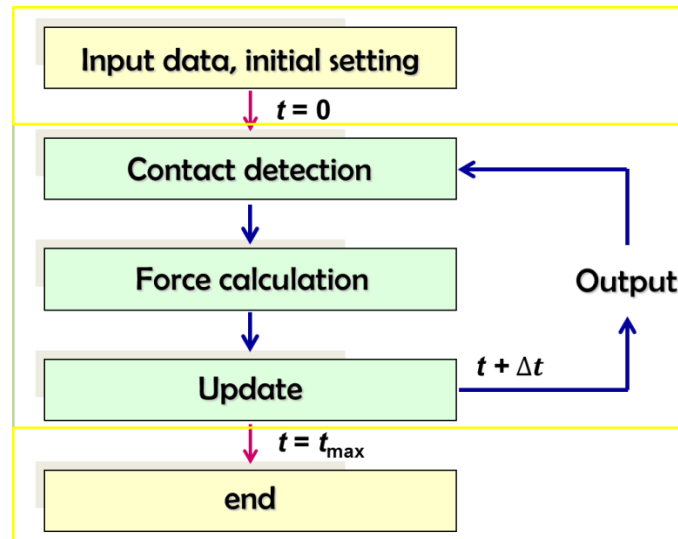 Input data, initial setting
t = 0
Contact detection
Force calculation
Output
Update
t + Δt
t = tmax
end